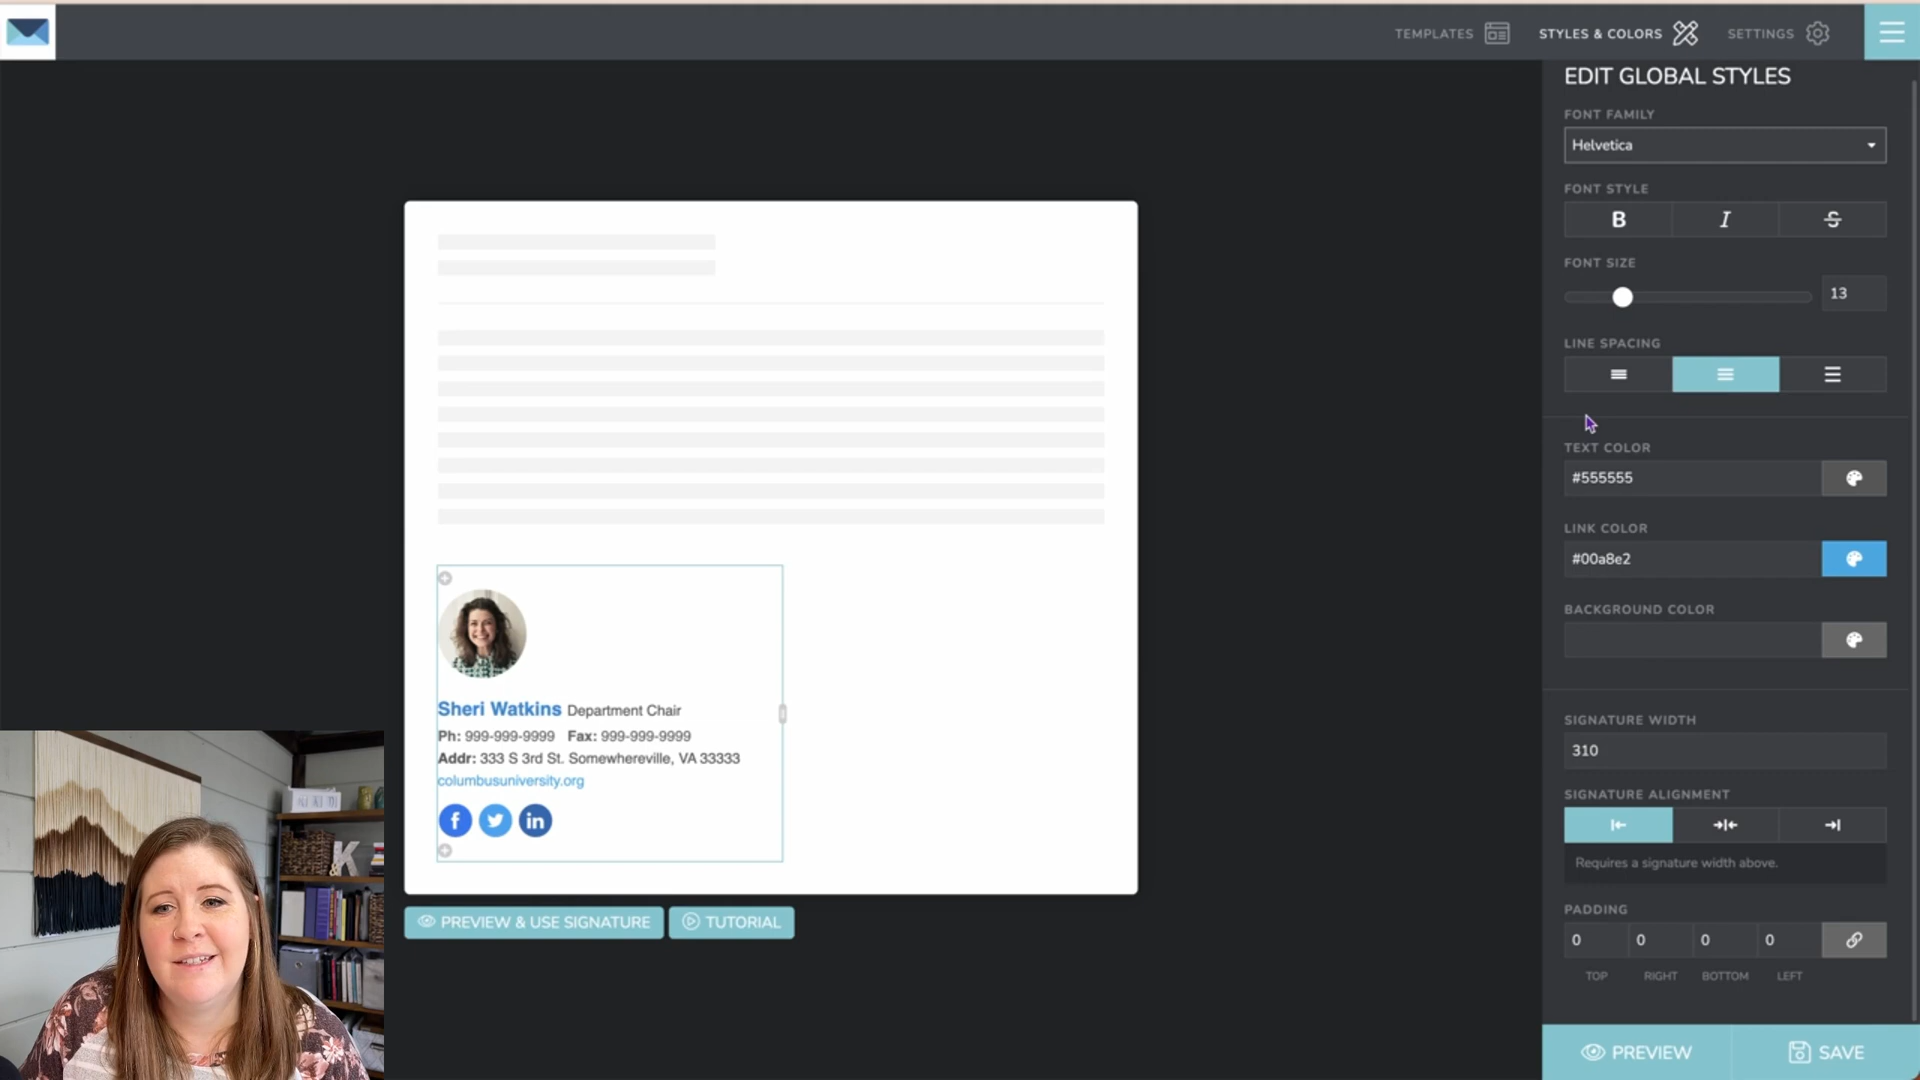 TEMPLATES
STYLES & COLORS
SETTINGS
EDIT GLOBAL STYLES
FONT FAMILY
Helvetica
FONT STYLE
B I S
FONT SIZE
13
LINE SPACING
TEXT COLOR
#555555
LINK COLOR
#00a8e2
BACKGROUND COLOR
SIGNATURE WIDTH
310
SIGNATURE ALIGNMENT
Requires a signature width above.
PADDING
0 0 0 0
TOP RIGHT BOTTOM LEFT
PREVIEW
SAVE
Sheri Watkins Department Chair
Ph: 999-999-9999 Fax: 999-999-9999
Addr: 333 S 3rd St. Somewhereville, VA 33333
columbusuniversity.org
f in
PREVIEW & USE SIGNATURE
TUTORIAL
K